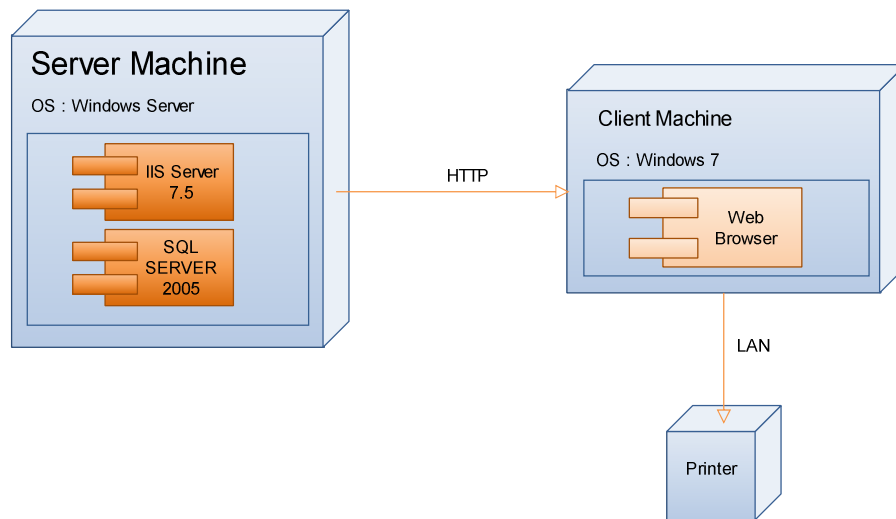 Server Machine
OS : Windows Server
IIS Server
7.5
SQL
SERVER
2005
HTTP
Client Machine
OS : Windows 7
Web
Browser
LAN
Printer